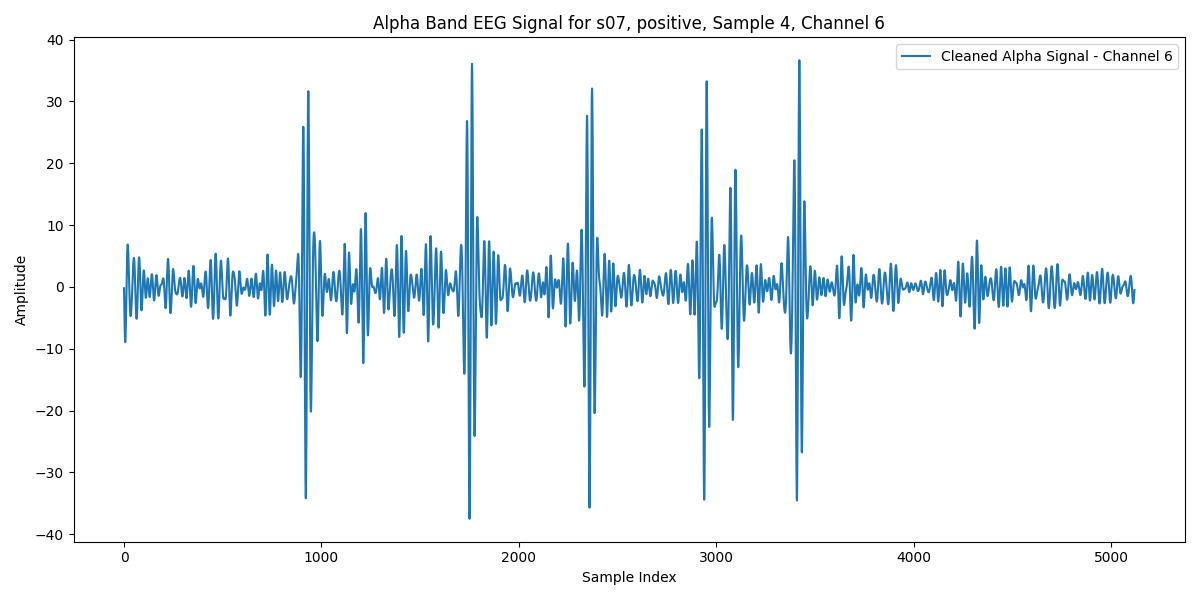 Alpha Band EEG Signal for s07, positive, Sample 4, Channel 6
Cleaned Alpha Signal - Channel 6
Amplitude
40
30
20
10
0
−10
−20
−30
−40
0 1000 2000 3000 4000 5000
Sample Index